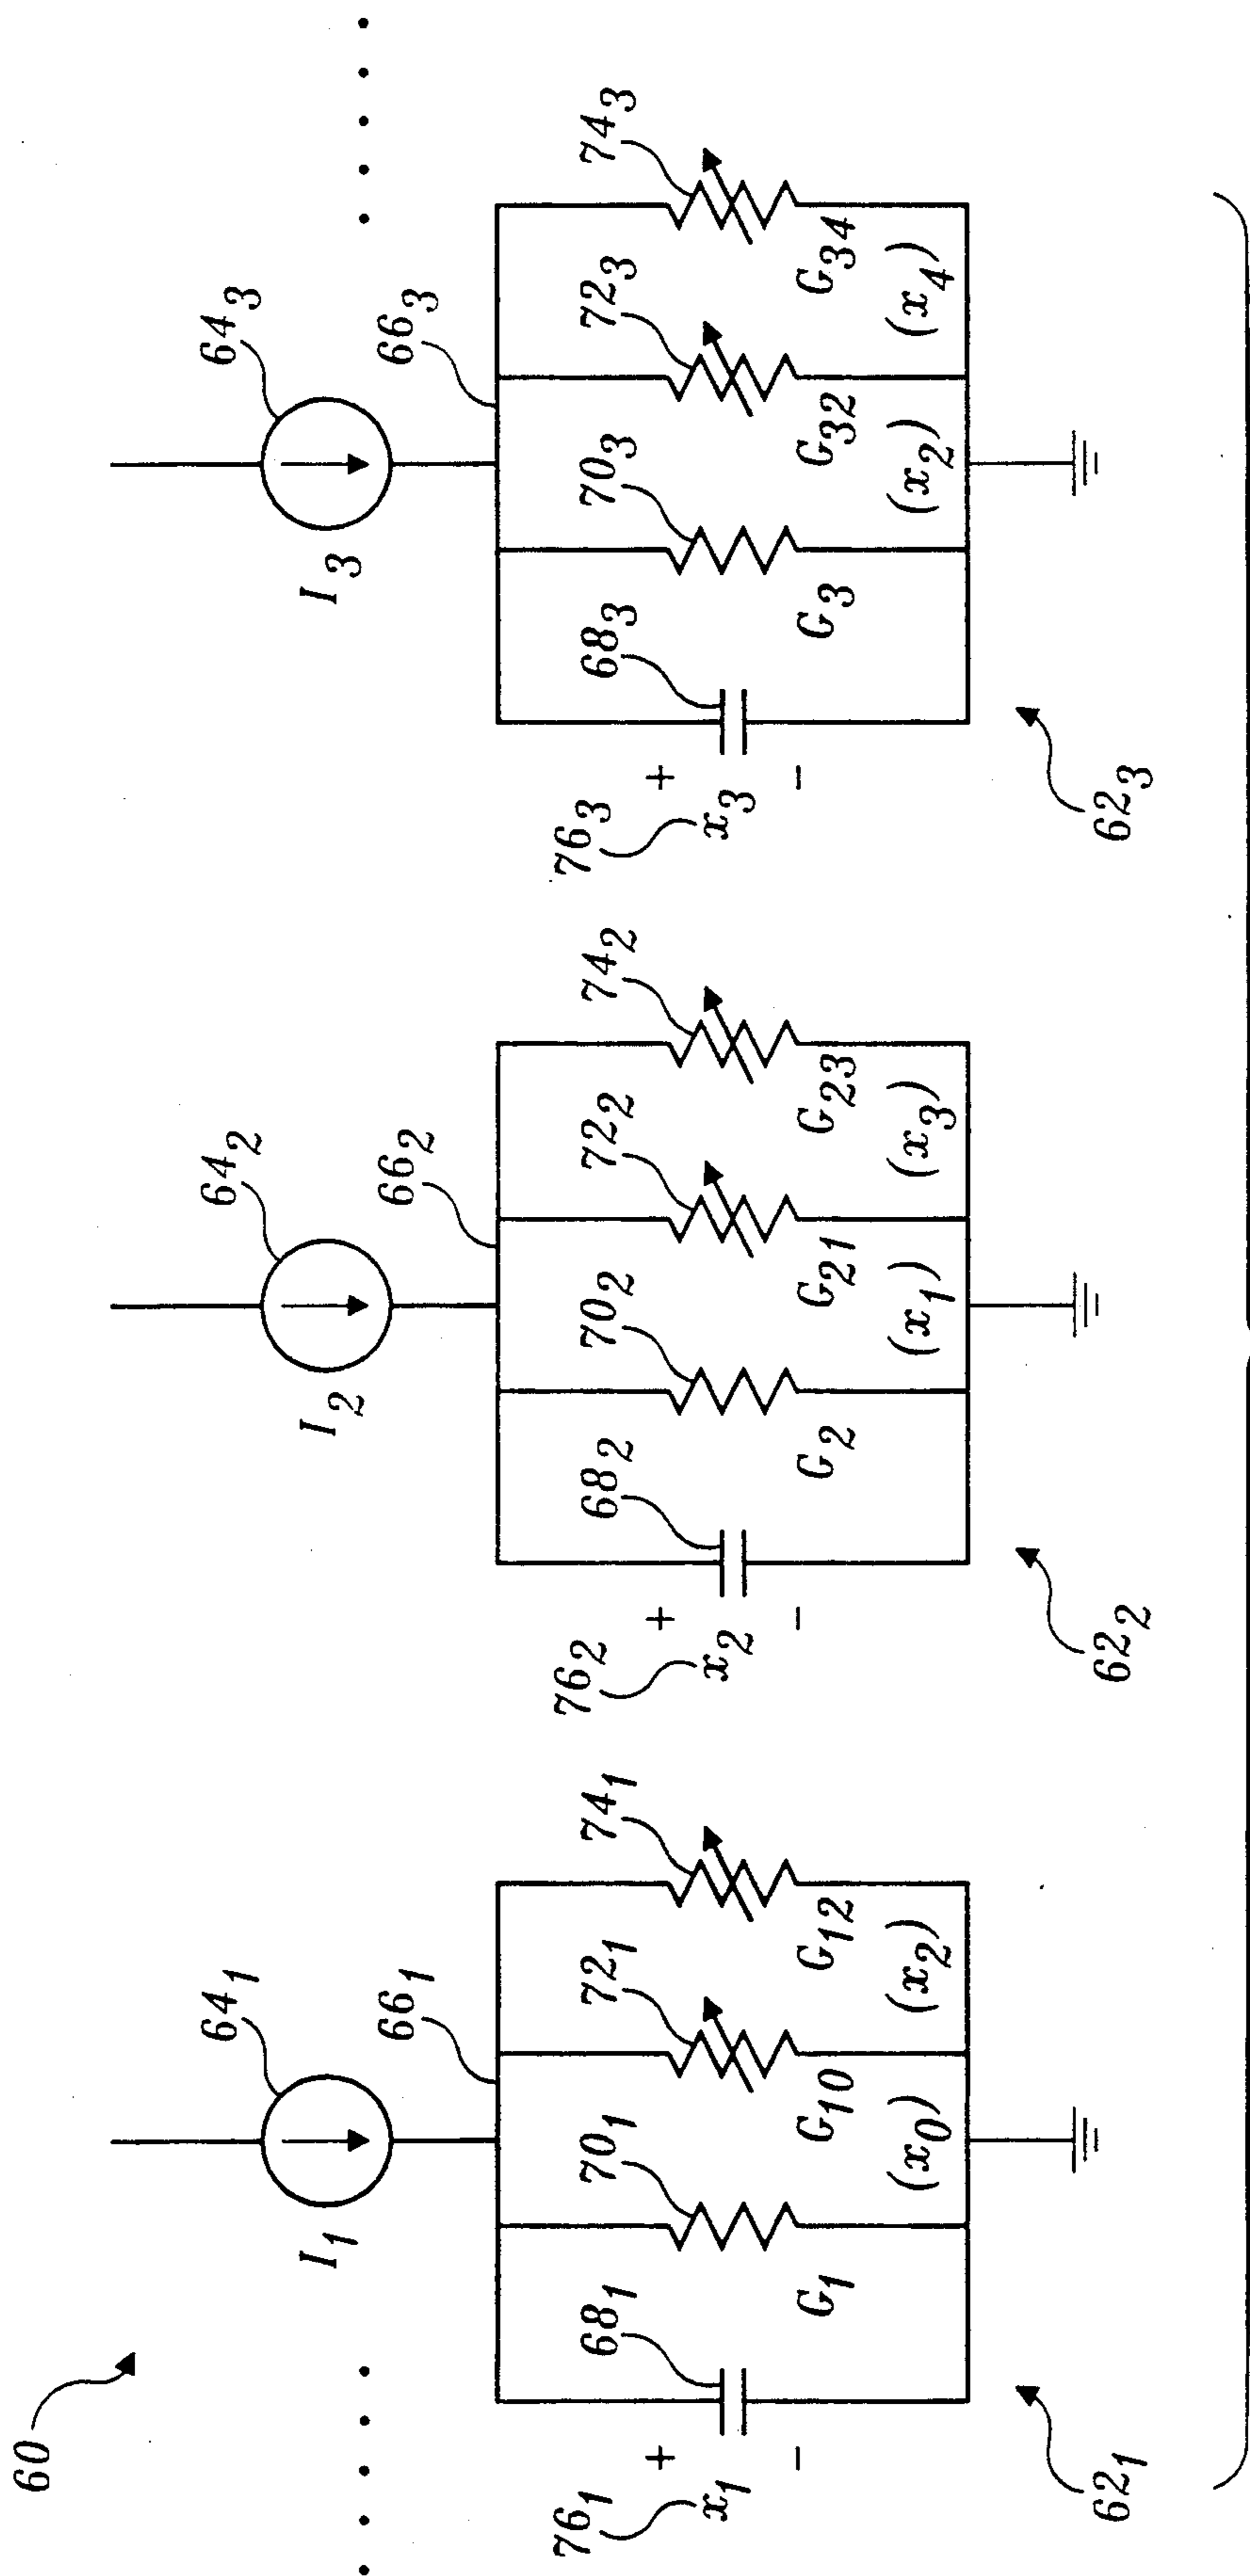 60
64₁ 64₂ 64₃
I₁ I₂ I₃
66₁ 66₂ 66₃
76₁ 68₁ 70₁ 72₁ 74₁ 76₂ 68₂ 70₂ 72₂ 74₂ 76₃ 68₃ 70₃ 72₃ 74₃
+ + +
x₁ x₂ x₃
- - -
G₁ G₁₀ G₁₂ G₂ G₂₁ G₂₃ G₃ G₃₂ G₃₄
(x₀) (x₂) (x₁) (x₃) (x₂) (x₄)
62₁ 62₂ 62₃